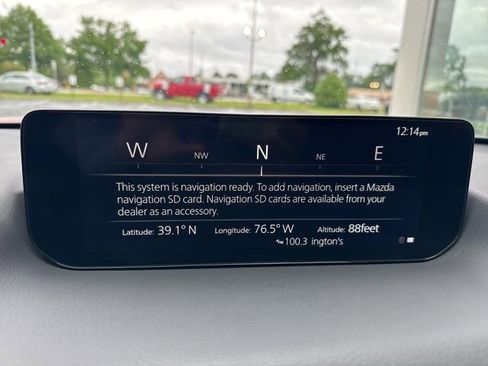 12:14pm
W NW N NE E
This system is navigation ready. To add navigation, insert a Mazda
navigation SD card. Navigation SD cards are available from your
dealer as an accessory.
Latitude: 39.1° N Longitude: 76.5° W Altitude: 88feet
100.3 ington's